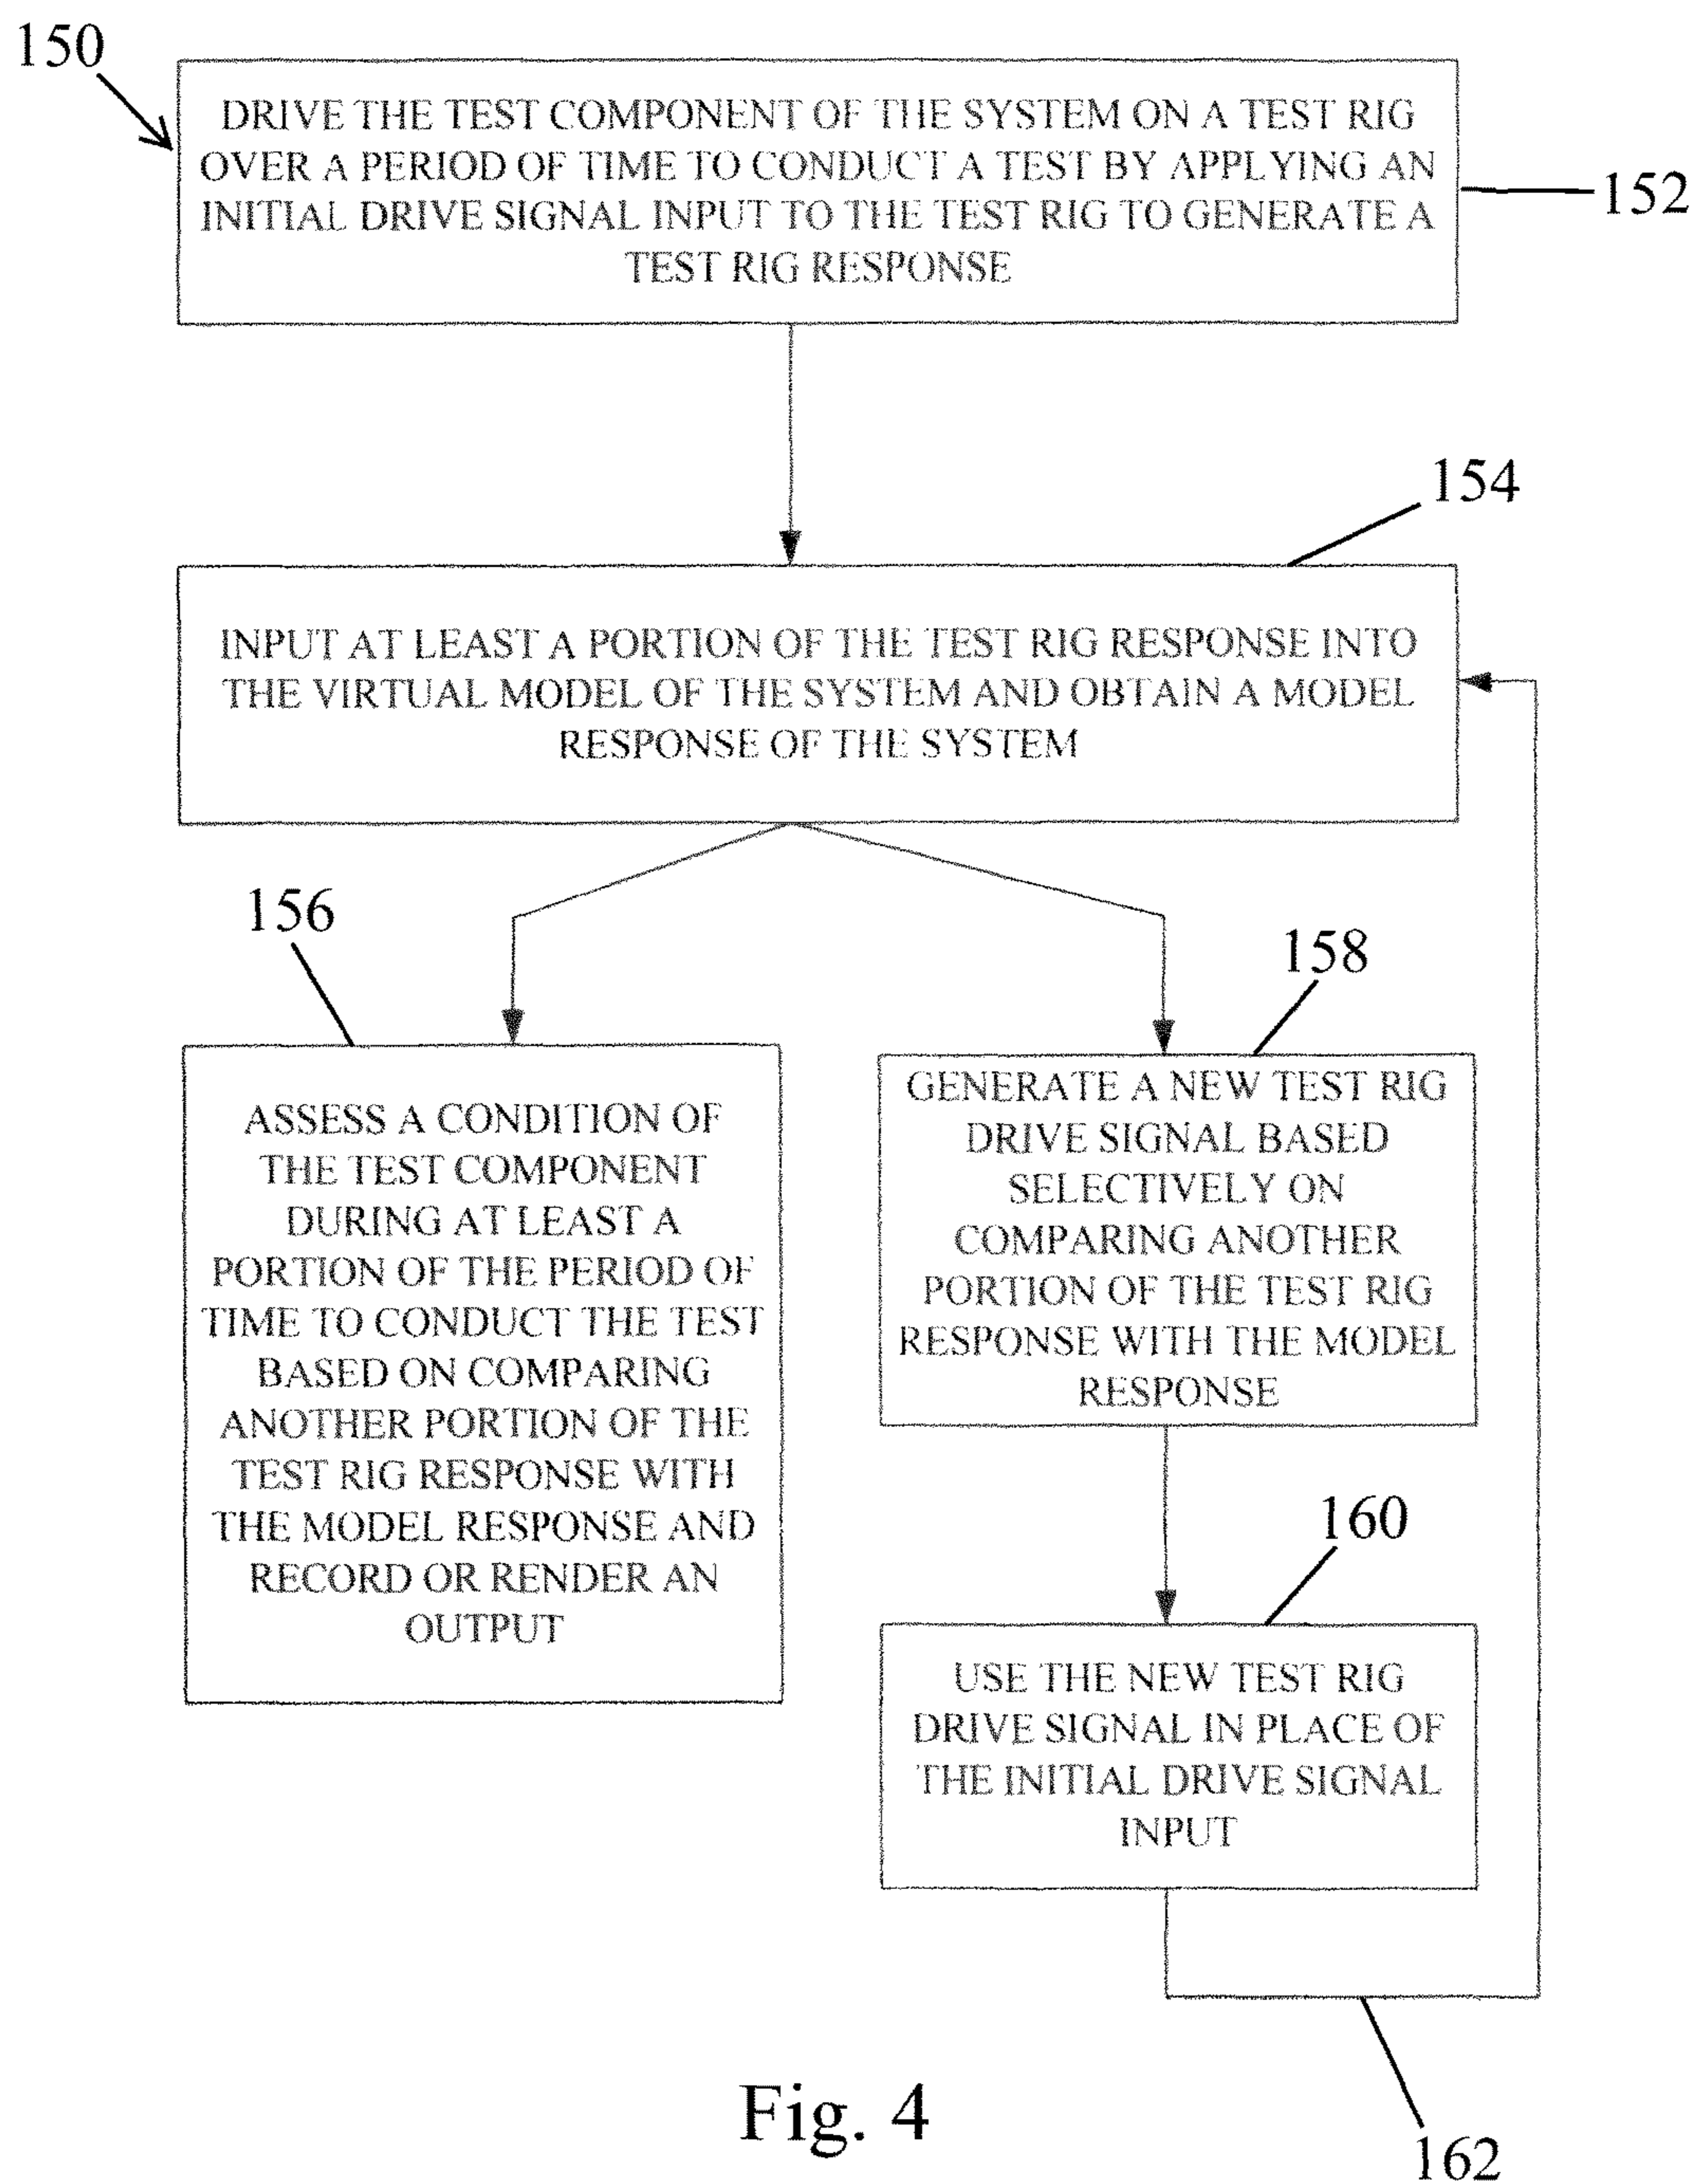 150
DRIVE THE TEST COMPONENT OF THE SYSTEM ON A TEST RIG
OVER A PERIOD OF TIME TO CONDUCT A TEST BY APPLYING AN
INITIAL DRIVE SIGNAL INPUT TO THE TEST RIG TO GENERATE A
TEST RIG RESPONSE
152
154
INPUT AT LEAST A PORTION OF THE TEST RIG RESPONSE INTO
THE VIRTUAL MODEL OF THE SYSTEM AND OBTAIN A MODEL
RESPONSE OF THE SYSTEM
156
ASSESS A CONDITION OF
THE TEST COMPONENT
DURING AT LEAST A
PORTION OF THE PERIOD OF
TIME TO CONDUCT THE TEST
BASED ON COMPARING
ANOTHER PORTION OF THE
TEST RIG RESPONSE WITH
THE MODEL RESPONSE AND
RECORD OR RENDER AN
OUTPUT
158
GENERATE A NEW TEST RIG
DRIVE SIGNAL BASED
SELECTIVELY ON
COMPARING ANOTHER
PORTION OF THE TEST RIG
RESPONSE WITH THE MODEL
RESPONSE
160
USE THE NEW TEST RIG
DRIVE SIGNAL IN PLACE OF
THE INITIAL DRIVE SIGNAL
INPUT
162
Fig. 4